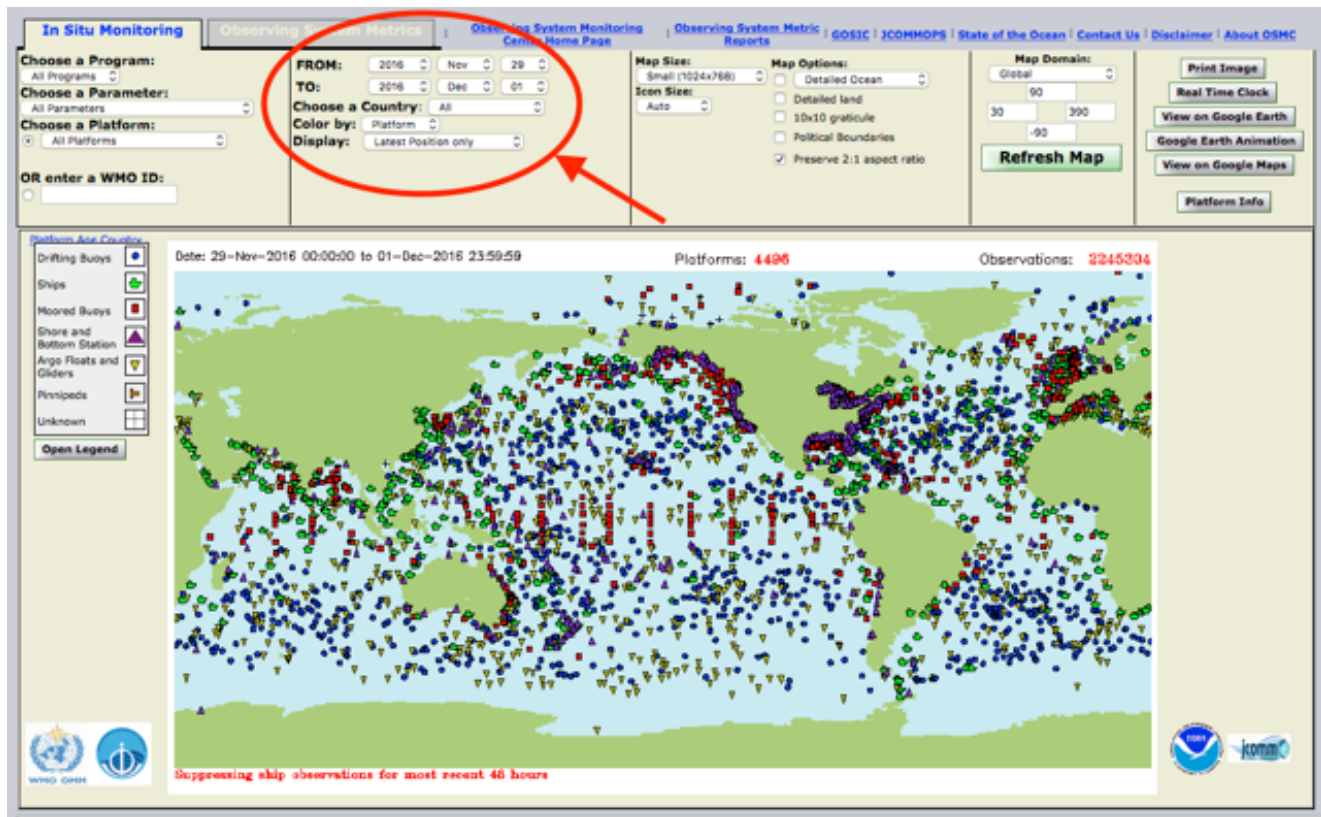 In Situ Monitoring
Observing System Metrics
Observing System Monitoring Center Home Page
Observing System Metric Reports
GOSIC
JCOMMOPS
State of the Ocean
Contact Us
Disclaimer
About OSMC
Choose a Program:
All Programs
Choose a Parameter:
All Parameters
Choose a Platform:
All Platforms
OR enter a WMO ID:
FROM: 2016 Nov 29
TO: 2016 Dec 01
Choose a Country: All
Color by: Platform
Display: Latest Position only
Map Size:
Small (1024x768)
Icon Size:
Auto
Map Options:
Detailed Ocean
Detailed land
10x10 graticule
Political Boundaries
Preserve 2:1 aspect ratio
Map Domain:
Global
90
30 390
-90
Refresh Map
Print Image
Real Time Clock
View on Google Earth
Google Earth Animation
View on Google Maps
Platform Info
Platform Age Country
Drifting Buoys
Ships
Moored Buoys
Shore and
Bottom Station
Argo Floats and
Gliders
Pinnipeds
Unknown
Open Legend
Date: 29-Nov-2016 00:00:00 to 01-Dec-2016 23:59:59
Platforms: 4496
Observations: 2245334
Suppressing ship observations for most recent 48 hours
WMO OMM
jcomm